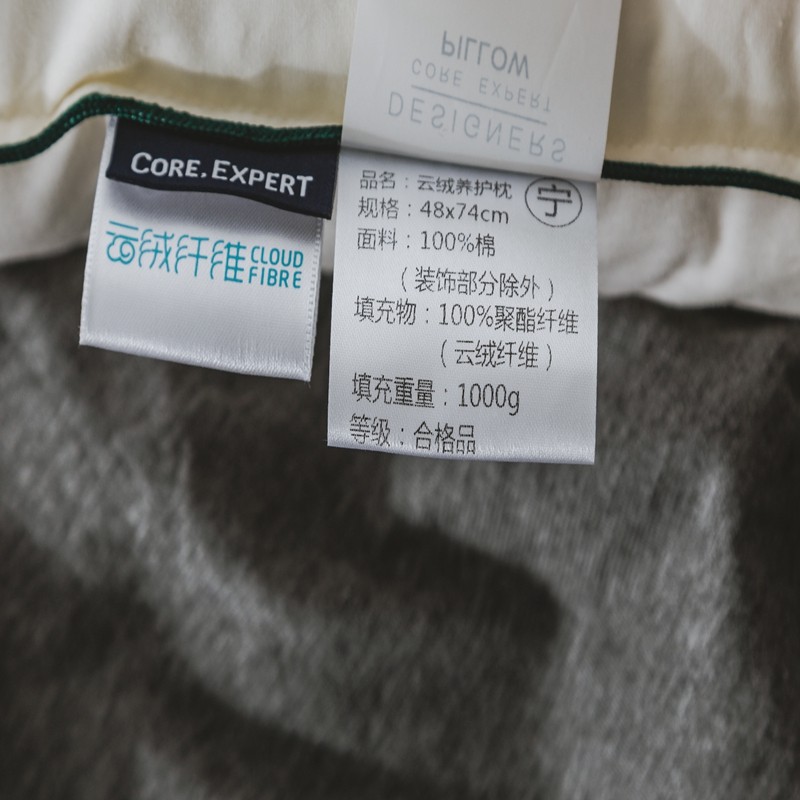 DESIGNERS
CORE EXPERT
PILLOW
CORE.EXPERT
云绒纤维 CLOUD
FIBRE
品名：云绒养护枕 宁
规格：48x74cm
面料：100%棉
（装饰部分除外）
填充物：100%聚酯纤维
（云绒纤维）
填充重量：1000g
等级：合格品